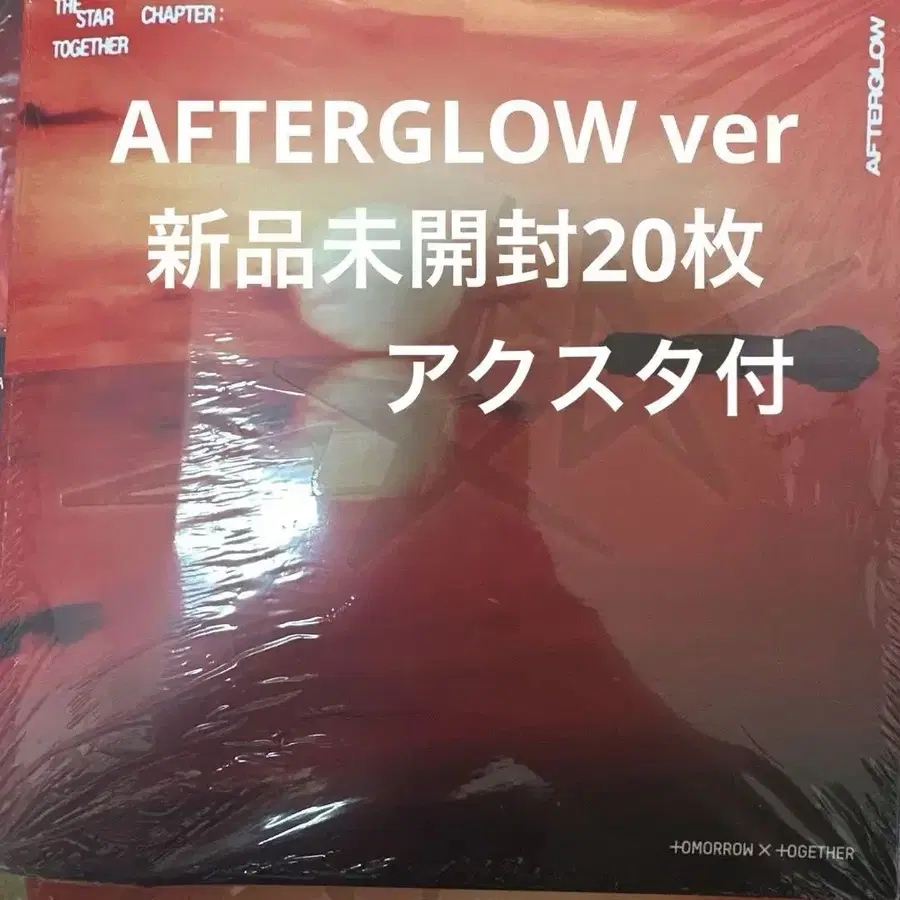 THE
STAR CHAPTER:
TOGETHER
AFTERGLOW
AFTERGLOW ver
新品未開封20枚
アクスタ付
TOMORROW X TOGETHER